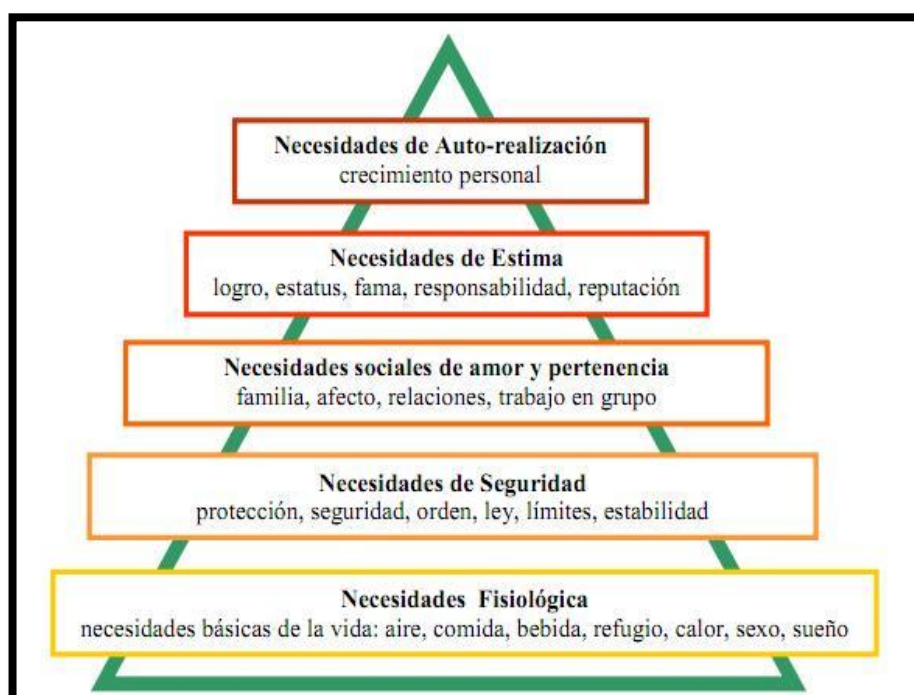 Necesidades de Auto-realización
crecimiento personal
Necesidades de Estima
logro, estatus, fama, responsabilidad, reputación
Necesidades sociales de amor y pertenencia
familia, afecto, relaciones, trabajo en grupo
Necesidades de Seguridad
protección, seguridad, orden, ley, límites, estabilidad
Necesidades Fisiológica
necesidades básicas de la vida: aire, comida, bebida, refugio, calor, sexo, sueño